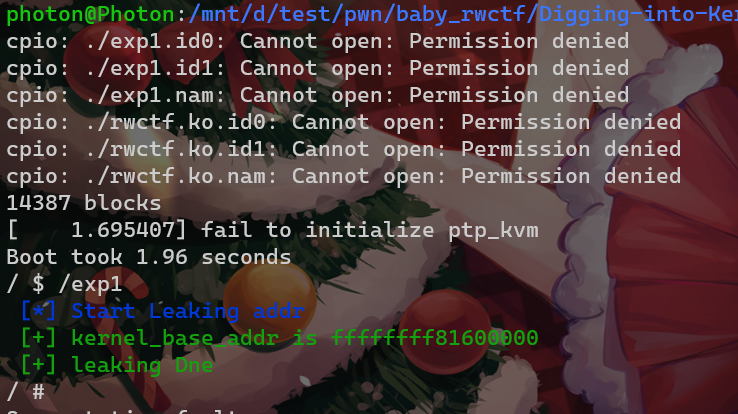 photon@Photon:/mnt/d/test/pwn/baby_rwctf/Digging-into-Ker
cpio: ./exp1.id0: Cannot open: Permission denied
cpio: ./exp1.id1: Cannot open: Permission denied
cpio: ./exp1.nam: Cannot open: Permission denied
cpio: ./rwctf.ko.id0: Cannot open: Permission denied
cpio: ./rwctf.ko.id1: Cannot open: Permission denied
cpio: ./rwctf.ko.nam: Cannot open: Permission denied
14387 blocks
[    1.695407] fail to initialize ptp_kvm
Boot took 1.96 seconds
/ $ /exp1
[*] Start Leaking addr
[+] kernel_base_addr is ffffffff81600000
[+] leaking Dne
/ #